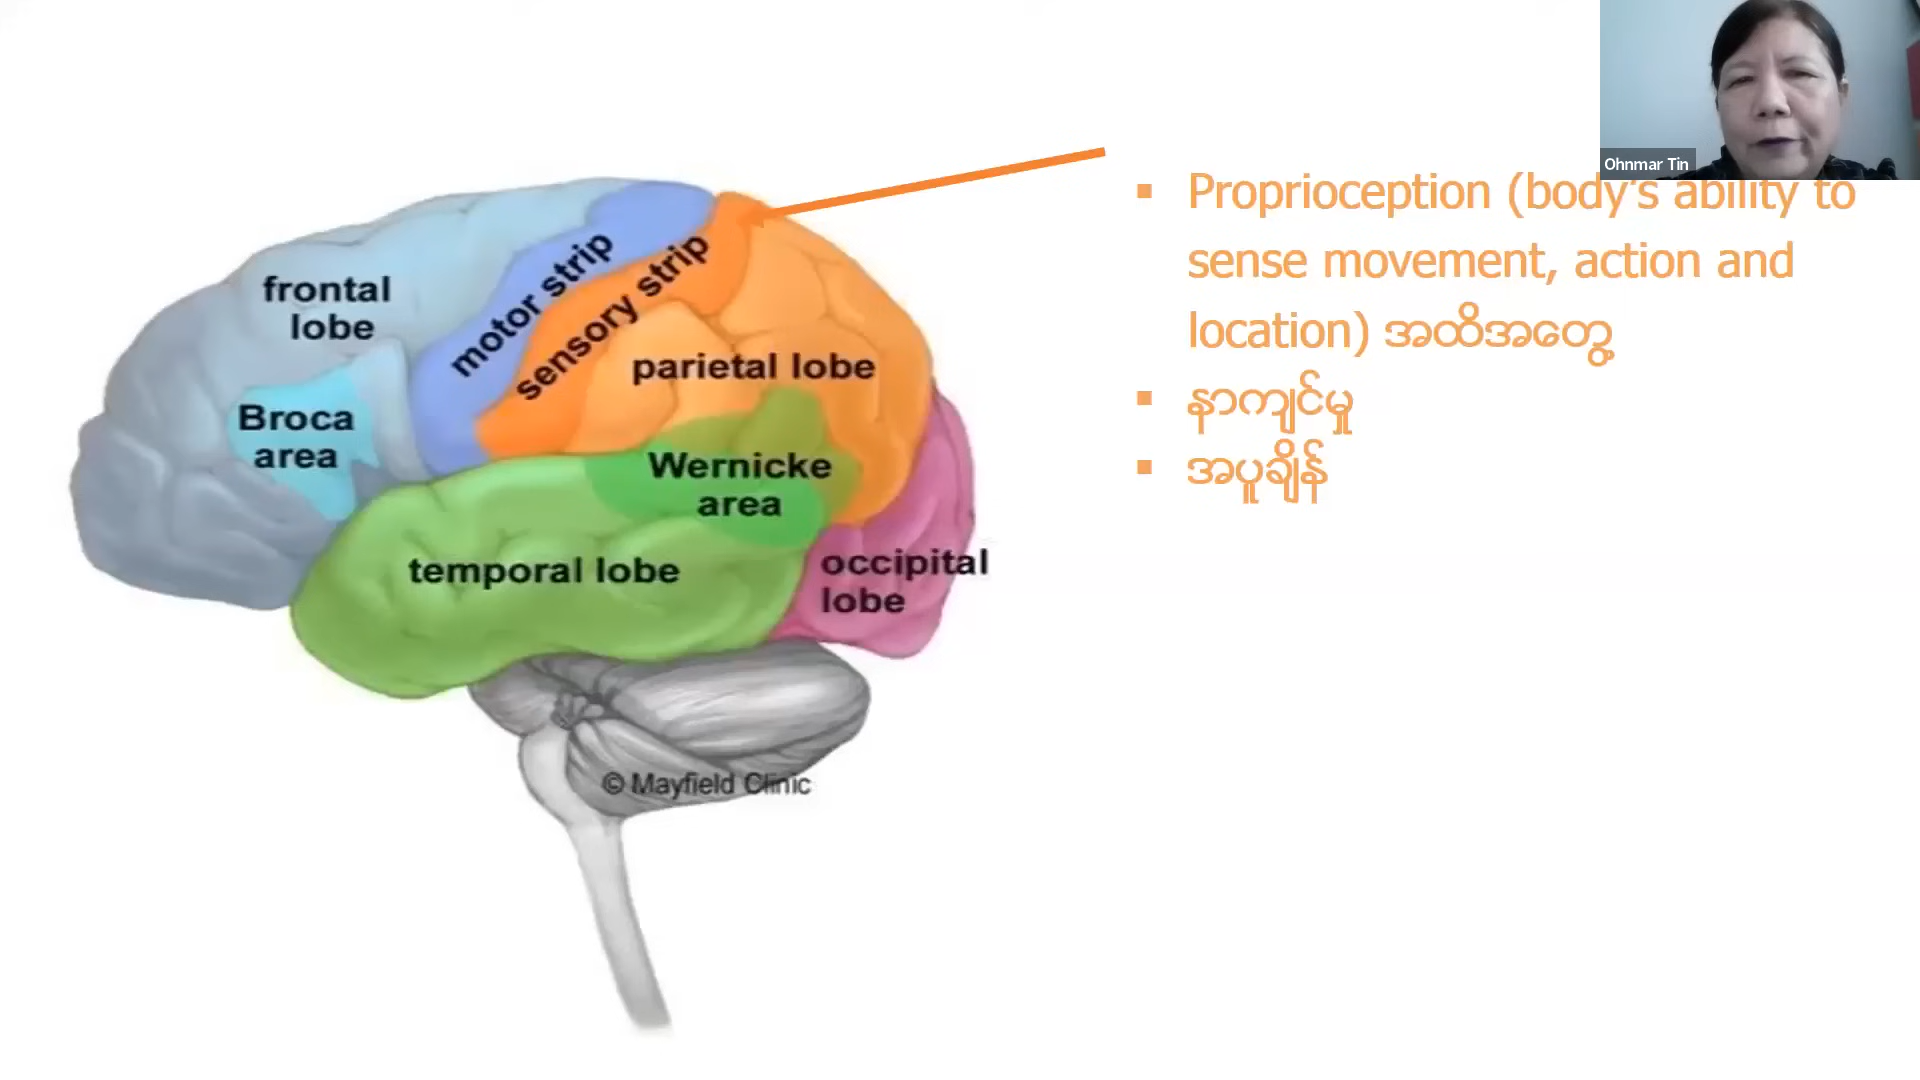 Ohnmar Tin
▪ Proprioception (body's ability to
sense movement, action and
location) အထိအတွေ့
▪ နာကျင်မှု
▪ အပူချိန်
frontal
lobe
motor strip
sensory strip
parietal lobe
Broca
area
Wernicke
area
temporal lobe
occipital
lobe
© Mayfield Clinic